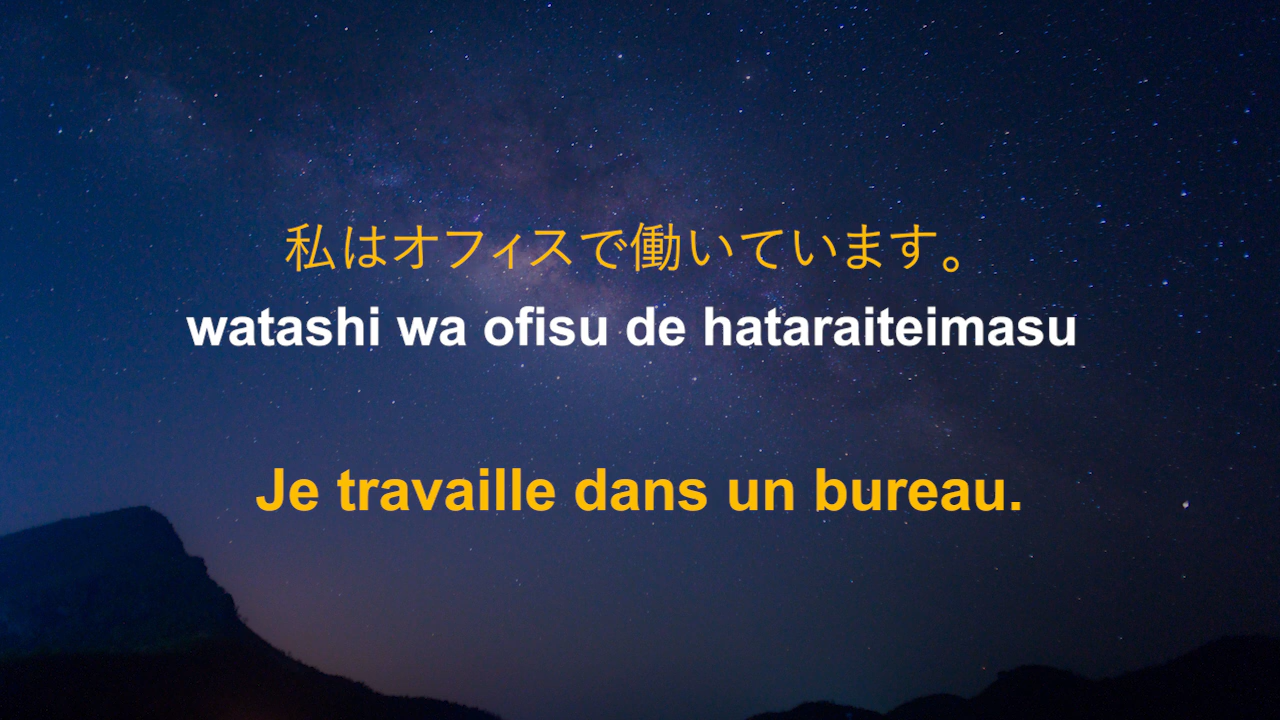 私はオフィスで働いています。
watashi wa ofisu de hataraiteimasu
Je travaille dans un bureau.